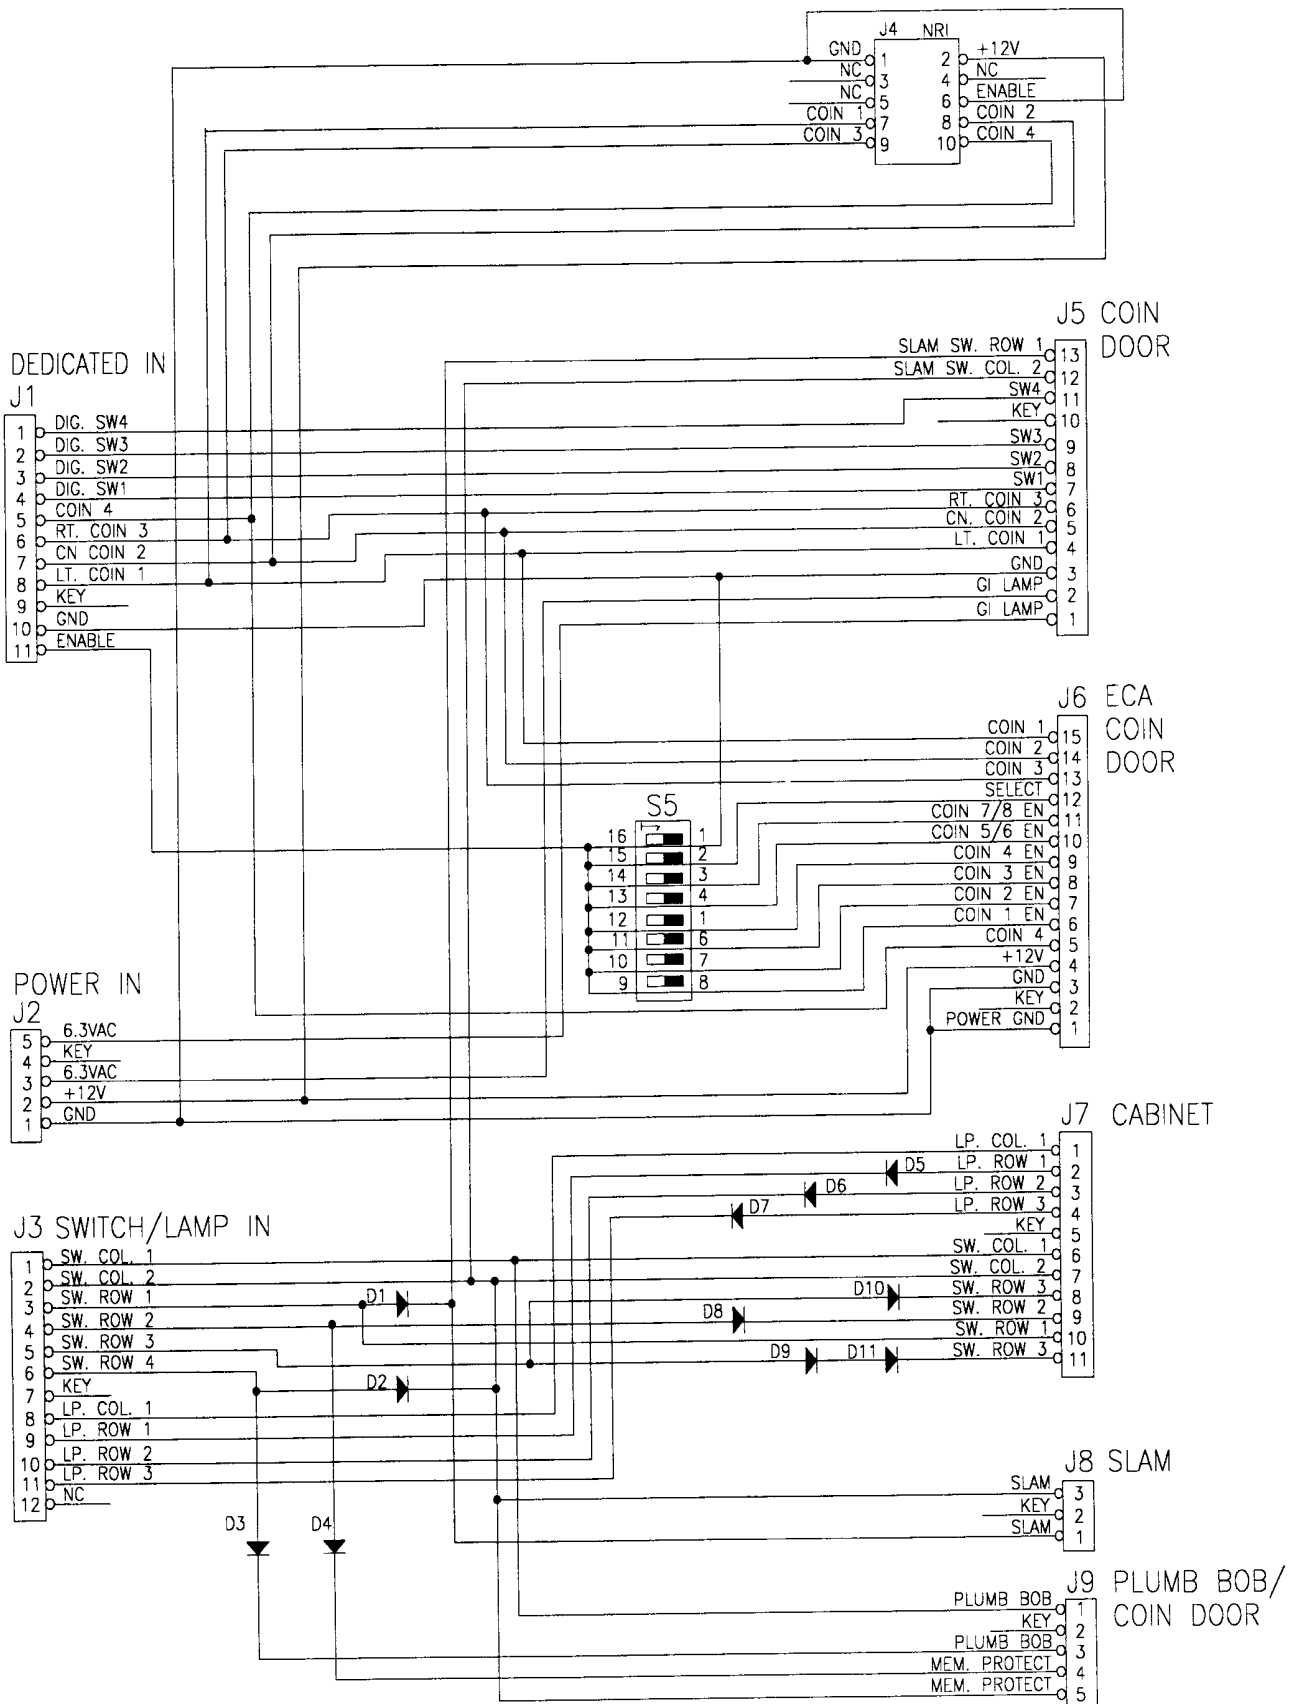 J4 NRI
GND 1 2 +12V
NC 3 4 NC
NC 5 6 ENABLE
COIN 1 7 8 COIN 2
COIN 3 9 10 COIN 4
DEDICATED IN
J1
1 DIG. SW4
2 DIG. SW3
3 DIG. SW2
4 DIG. SW1
5 COIN 4
6 RT. COIN 3
7 CN COIN 2
8 LT. COIN 1
9 KEY
10 GND
11 ENABLE
J5 COIN
DOOR
SLAM SW. ROW 1 13
SLAM SW. COL. 2 12
SW4 11
KEY 10
SW3 9
SW2 8
SW1 7
RT. COIN 3 6
CN. COIN 2 5
LT. COIN 1 4
GND 3
GI LAMP 2
GI LAMP 1
J6 ECA
COIN
DOOR
COIN 1 15
COIN 2 14
COIN 3 13
SELECT 12
COIN 7/8 EN 11
COIN 5/6 EN 10
COIN 4 EN 9
COIN 3 EN 8
COIN 2 EN 7
COIN 1 EN 6
COIN 4 5
+12V 4
GND 3
KEY 2
POWER GND 1
S5
16 1
15 2
14 3
13 4
12 1
11 6
10 7
9 8
POWER IN
J2
5 6.3VAC
4 KEY
3 6.3VAC
2 +12V
1 GND
J7 CABINET
LP. COL. 1 1
D5 LP. ROW 1 2
D6 LP. ROW 2 3
D7 LP. ROW 3 4
KEY 5
SW. COL. 1 6
SW. COL. 2 7
D10 SW. ROW 3 8
D8 SW. ROW 2 9
SW. ROW 1 10
D9 D11 SW. ROW 3 11
J3 SWITCH/LAMP IN
1 SW. COL. 1
2 SW. COL. 2
3 SW. ROW 1 D1
4 SW. ROW 2
5 SW. ROW 3
6 SW. ROW 4
7 KEY D2
8 LP. COL. 1
9 LP. ROW 1
10 LP. ROW 2
11 LP. ROW 3
12 NC
D3 D4
J8 SLAM
SLAM 3
KEY 2
SLAM 1
J9 PLUMB BOB/
COIN DOOR
PLUMB BOB 1
KEY 2
PLUMB BOB 3
MEM. PROTECT 4
MEM. PROTECT 5